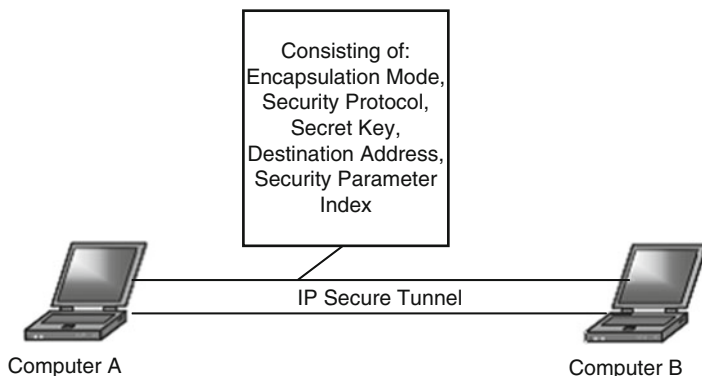 Consisting of:
Encapsulation Mode,
Security Protocol,
Secret Key,
Destination Address,
Security Parameter
Index
IP Secure Tunnel
Computer A
Computer B